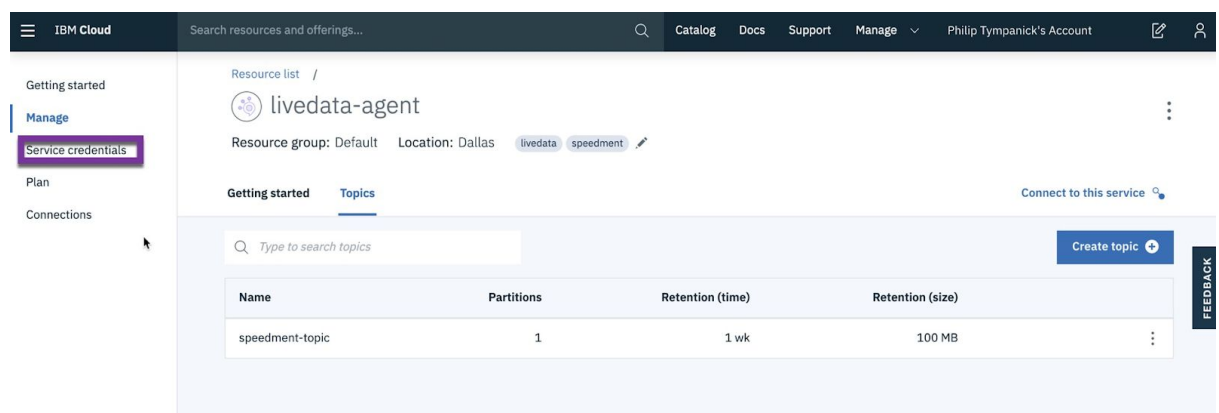 IBM Cloud Search resources and offerings... Catalog Docs Support Manage Philip Tympanick's Account
Getting started
Manage
Service credentials
Plan
Connections
Resource list /
livedata-agent
Resource group: Default Location: Dallas livedata speedment
Getting started Topics Connect to this service
Type to search topics Create topic
Name Partitions Retention (time) Retention (size)
speedment-topic 1 1 wk 100 MB
FEEDBACK